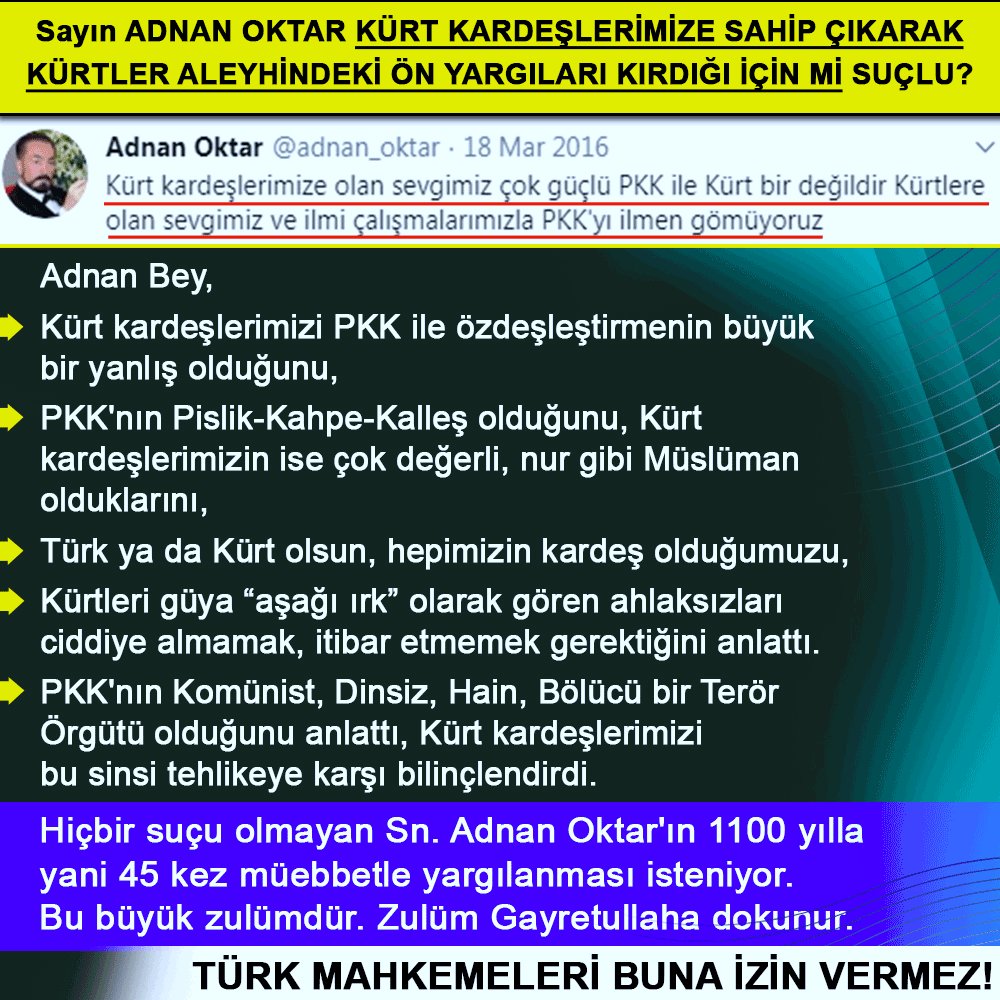 Sayın ADNAN OKTAR KÜRT KARDEŞLERİMİZE SAHİP ÇIKARAK
KÜRTLER ALEYHİNDEKİ ÖN YARGILARI KIRDIĞI İÇİN Mİ SUÇLU?
Adnan Oktar @adnan_oktar · 18 Mar 2016
Kürt kardeşlerimize olan sevgimiz çok güçlü PKK ile Kürt bir değildir Kürtlere
olan sevgimiz ve ilmi çalışmalarımızla PKK'yı ilmen gömüyoruz
Adnan Bey,
Kürt kardeşlerimizi PKK ile özdeşleştirmenin büyük
bir yanlış olduğunu,
PKK'nın Pislik-Kahpe-Kalleş olduğunu, Kürt
kardeşlerimizin ise çok değerli, nur gibi Müslüman
olduklarını,
Türk ya da Kürt olsun, hepimizin kardeş olduğumuzu,
Kürtleri güya “aşağı ırk” olarak gören ahlaksızları
ciddiye almamak, itibar etmemek gerektiğini anlattı.
PKK'nın Komünist, Dinsiz, Hain, Bölücü bir Terör
Örgütü olduğunu anlattı, Kürt kardeşlerimizi
bu sinsi tehlikeye karşı bilinçlendirdi.
Hiçbir suçu olmayan Sn. Adnan Oktar'ın 1100 yılla
yani 45 kez müebbetle yargılanması isteniyor.
Bu büyük zulümdür. Zulüm Gayretullaha dokunur.
TÜRK MAHKEMELERİ BUNA İZİN VERMEZ!